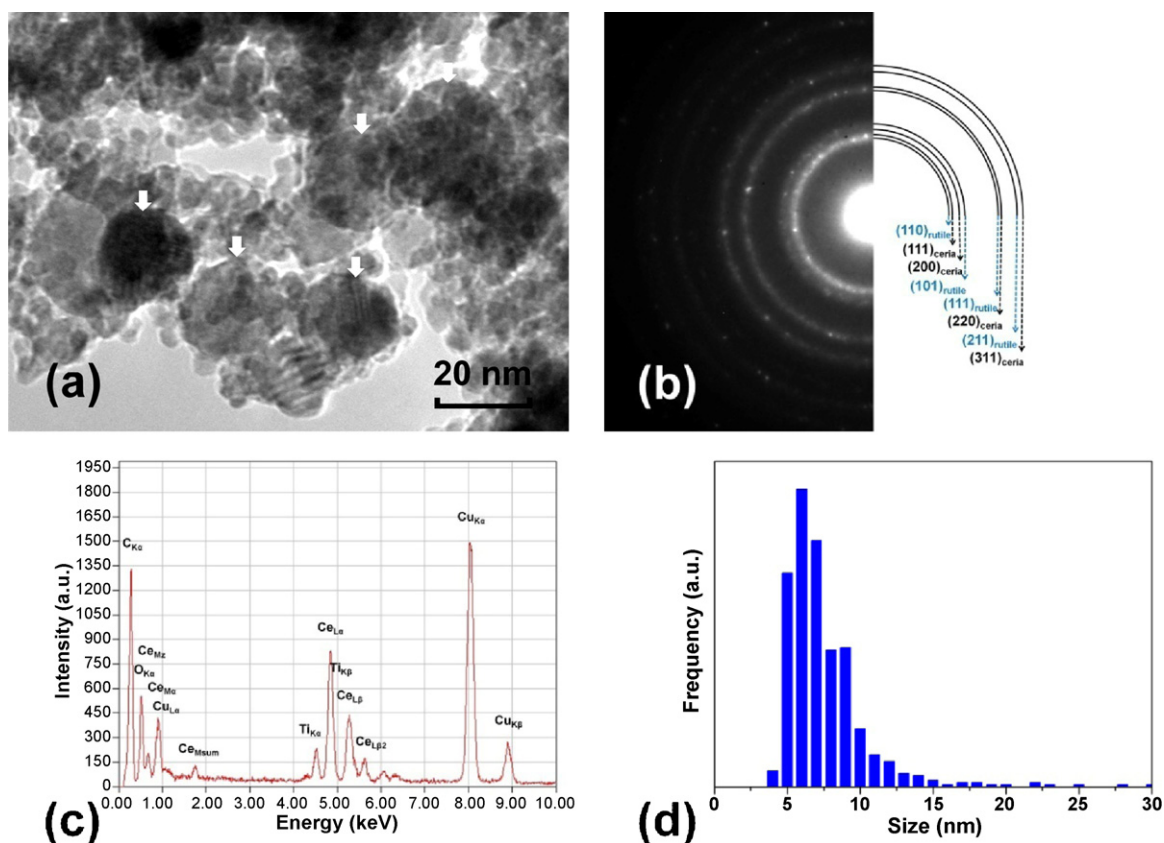 (a)
20 nm
(b)
(110)rutile
(111)ceria
(200)ceria
(101)rutile
(111)rutile
(220)ceria
(211)rutile
(311)ceria
1950
1800
1650
1500
1350
1200
1050
900
750
600
450
300
150
0
Intensity (a.u.)
CKα
CeMz
OKα
CeMα
CuLα
CeMsum
TiKα
CeLα
TiKβ
CeLβ
CeLβ2
CuKα
CuKβ
0.00 1.00 2.00 3.00 4.00 5.00 6.00 7.00 8.00 9.00 10.00
Energy (keV)
(c)
Frequency (a.u.)
0 5 10 15 20 25 30
Size (nm)
(d)